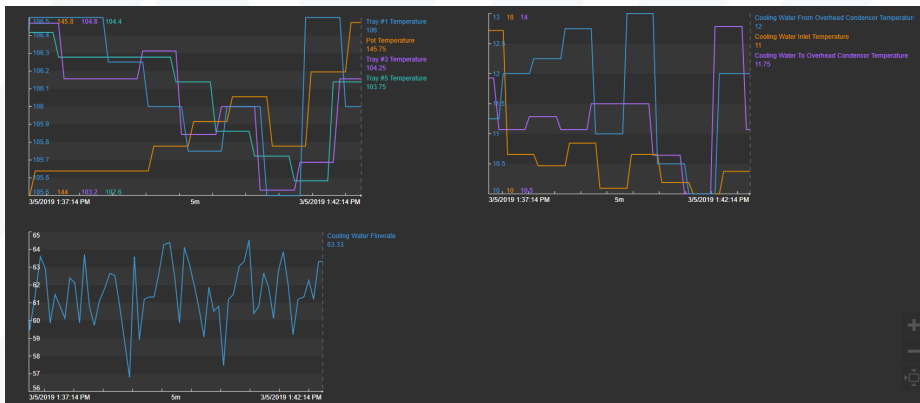 106.5 145.8 104.8 104.4
106.4
106.3
106.2
106.1
106
105.9
105.8
105.7
105.6
105.5 144 103.2 102.6
3/5/2019 1:37:14 PM 5m 3/5/2019 1:42:14 PM
Tray #1 Temperature
106
Pot Temperature
145.75
Tray #3 Temperature
104.25
Tray #5 Temperature
103.75
13 18 14
12.5
12
11.5
11
10.5
10 10 10.5
3/5/2019 1:37:14 PM 5m 3/5/2019 1:42:14 PM
Cooling Water From Overhead Condensor Temperatur
12
Cooling Water Inlet Temperature
11
Cooling Water To Overhead Condensor Temperature
11.75
65
64
63
62
61
60
59
58
57
56
3/5/2019 1:37:14 PM 5m 3/5/2019 1:42:14 PM
Cooling Water Flowrate
63.33